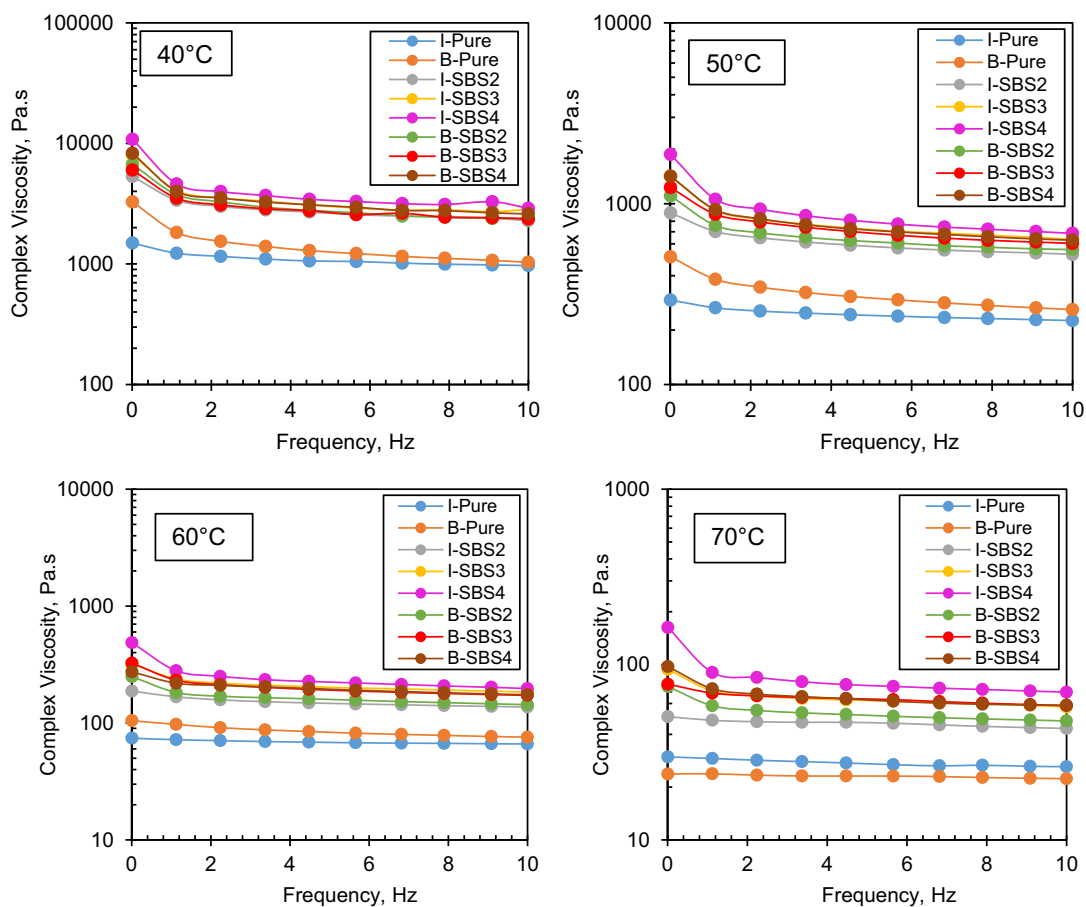 40°C
Complex Viscosity, Pa.s
100000
10000
1000
100
0
2
4
6
8
10
Frequency, Hz
I-Pure
B-Pure
I-SBS2
I-SBS3
I-SBS4
B-SBS2
B-SBS3
B-SBS4
50°C
Complex Viscosity, Pa.s
10000
1000
100
0
2
4
6
8
10
Frequency, Hz
I-Pure
B-Pure
I-SBS2
I-SBS3
I-SBS4
B-SBS2
B-SBS3
B-SBS4
60°C
Complex Viscosity, Pa.s
10000
1000
100
10
0
2
4
6
8
10
Frequency, Hz
I-Pure
B-Pure
I-SBS2
I-SBS3
I-SBS4
B-SBS2
B-SBS3
B-SBS4
70°C
Complex Viscosity, Pa.s
1000
100
10
0
2
4
6
8
10
Frequency, Hz
I-Pure
B-Pure
I-SBS2
I-SBS3
I-SBS4
B-SBS2
B-SBS3
B-SBS4